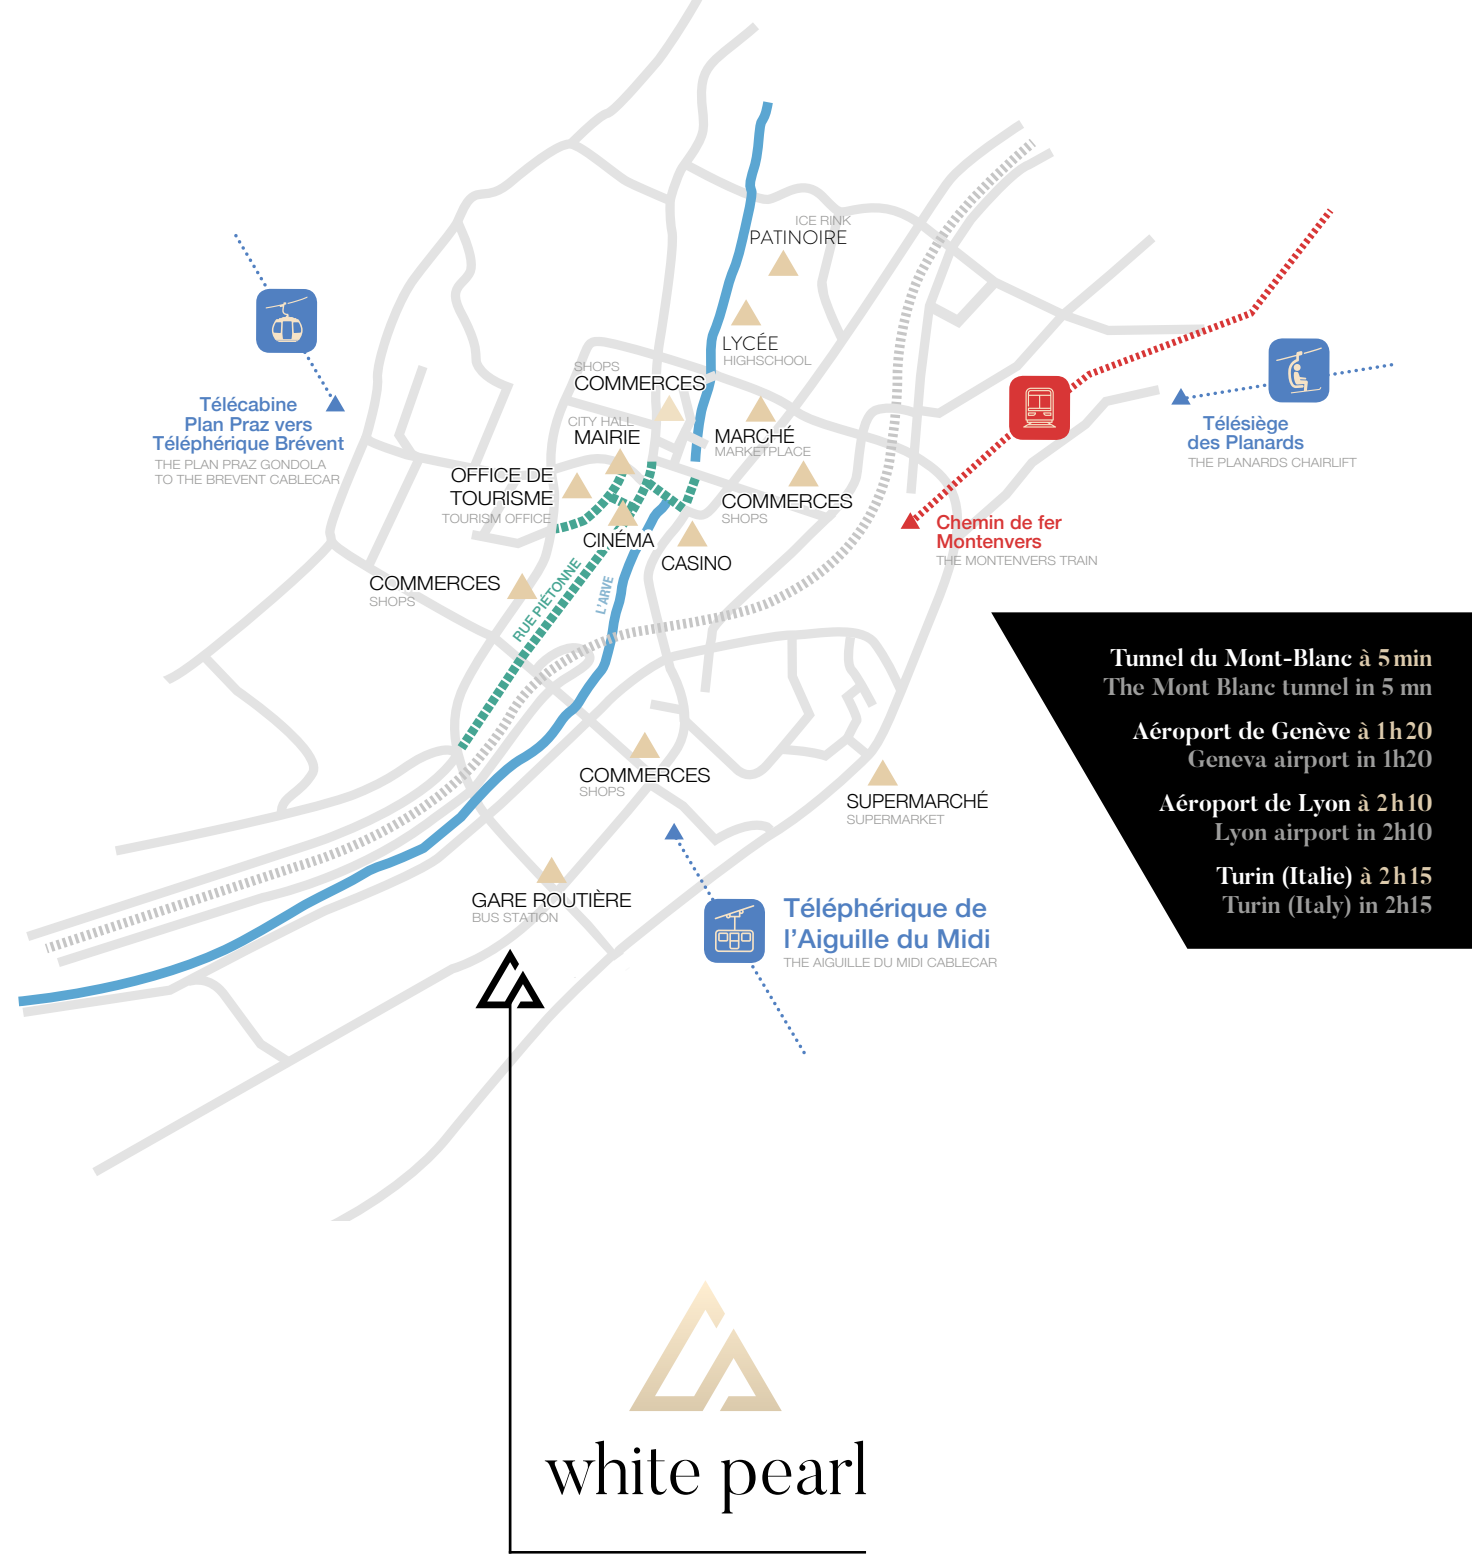 ICE RINK
PATINOIRE
LYCÉE
HIGHSCHOOL
SHOPS
COMMERCES
CITY HALL
MAIRIE
MARCHÉ
MARKETPLACE
OFFICE DE
TOURISME
TOURISM OFFICE
COMMERCES
SHOPS
CINÉMA
CASINO
COMMERCES
SHOPS
RUE PIÉTONNE
L'ARVE
Télécabine
Plan Praz vers
Téléphérique Brévent
THE PLAN PRAZ GONDOLA
TO THE BREVENT CABLECAR
Télésiège
des Planards
THE PLANARDS CHAIRLIFT
Chemin de fer
Montenvers
THE MONTENVERS TRAIN
Tunnel du Mont-Blanc à 5 min
The Mont Blanc tunnel in 5 mn
Aéroport de Genève à 1h20
Geneva airport in 1h20
Aéroport de Lyon à 2h10
Lyon airport in 2h10
Turin (Italie) à 2h15
Turin (Italy) in 2h15
COMMERCES
SHOPS
SUPERMARCHÉ
SUPERMARKET
GARE ROUTIÈRE
BUS STATION
Téléphérique de
l'Aiguille du Midi
THE AIGUILLE DU MIDI CABLECAR
white pearl